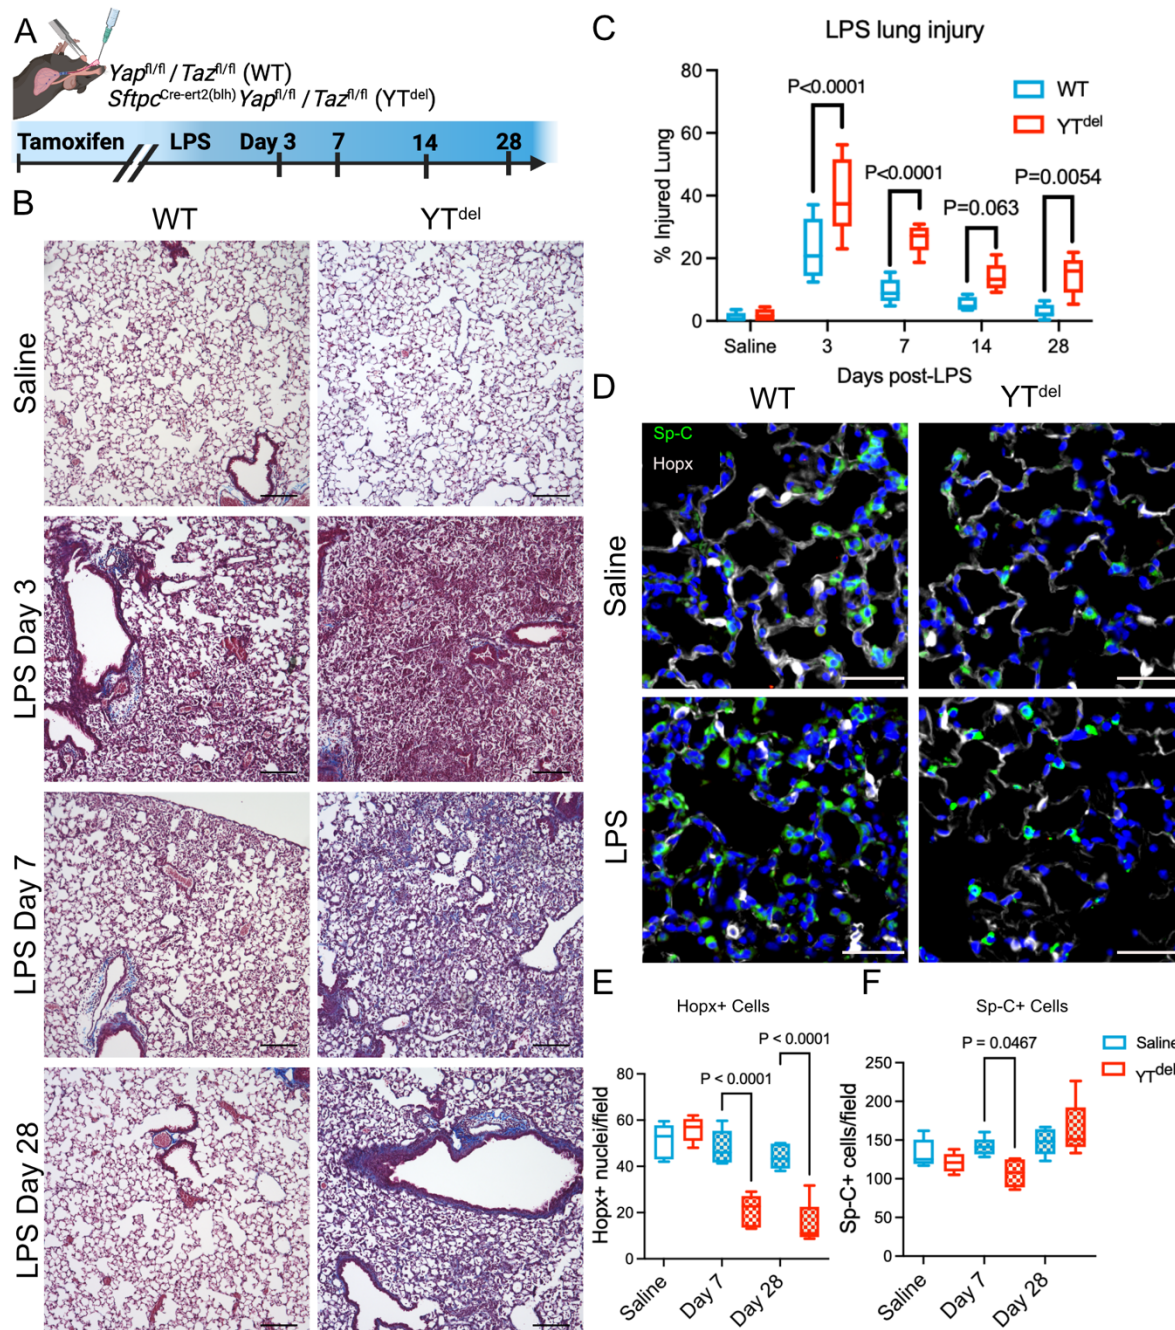 A
Yap^fl/fl / Taz^fl/fl (WT)
Sftpc^Cre-ert2(blh) Yap^fl/fl / Taz^fl/fl (YT^del)
Tamoxifen LPS Day 3 7 14 28
B
WT YT^del
Saline
LPS Day 3
LPS Day 7
LPS Day 28
C
LPS lung injury
% Injured Lung
80
60
40
20
0
P<0.0001
P<0.0001
P=0.063
P=0.0054
WT
YT^del
Saline 3 7 14 28
Days post-LPS
D
WT YT^del
Sp-C
Hopx
Saline
LPS
E
Hopx+ Cells
P < 0.0001
P < 0.0001
Hopx+ nuclei/field
80
60
40
20
0
Saline Day 7 Day 28
F
Sp-C+ Cells
P = 0.0467
Saline
YT^del
Sp-C+ cells/field
250
200
150
100
50
0
Saline Day 7 Day 28